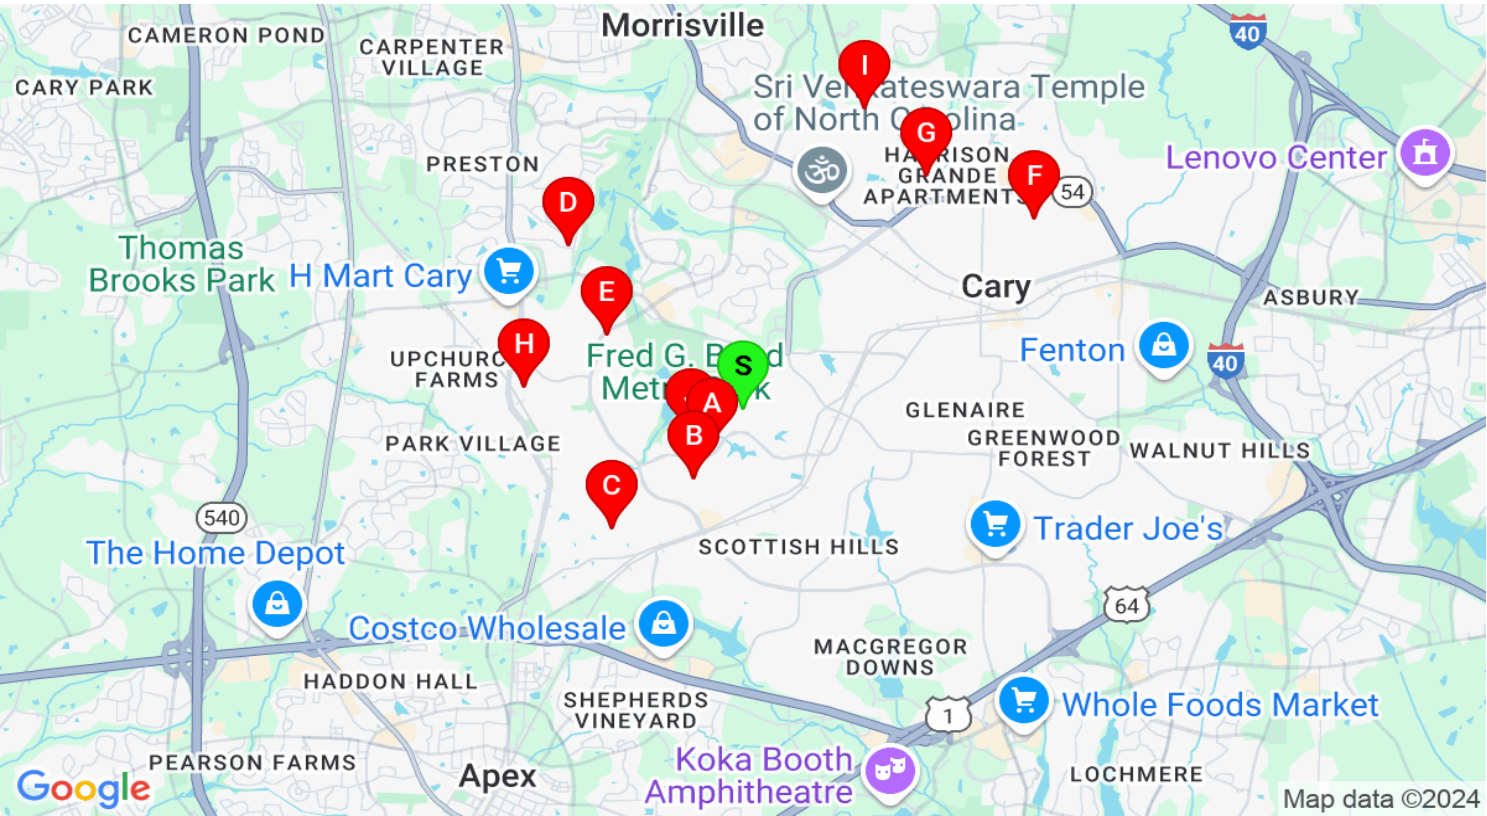 Morrisville
CAMERON POND
40
CARPENTER
VILLAGE
I
CARY PARK
Sri Venkateswara Temple
of North Carolina
G
HARRISON
GRANDE
APARTMENTS
Lenovo Center
PRESTON
F
54
D
Thomas
Brooks Park
H Mart Cary
E
Cary
ASBURY
H
UPCHURCH
FARMS
Fred G. Bond
Metro Park
S
Fenton
40
A
B
GLENAIRE
PARK VILLAGE
GREENWOOD
FOREST
WALNUT HILLS
C
540
Trader Joe's
The Home Depot
SCOTTISH HILLS
64
Costco Wholesale
MACGREGOR
DOWNS
HADDON HALL
SHEPHERDS
VINEYARD
1
Whole Foods Market
PEARSON FARMS
Apex
Koka Booth
Amphitheatre
LOCHMERE
Google
Map data ©2024